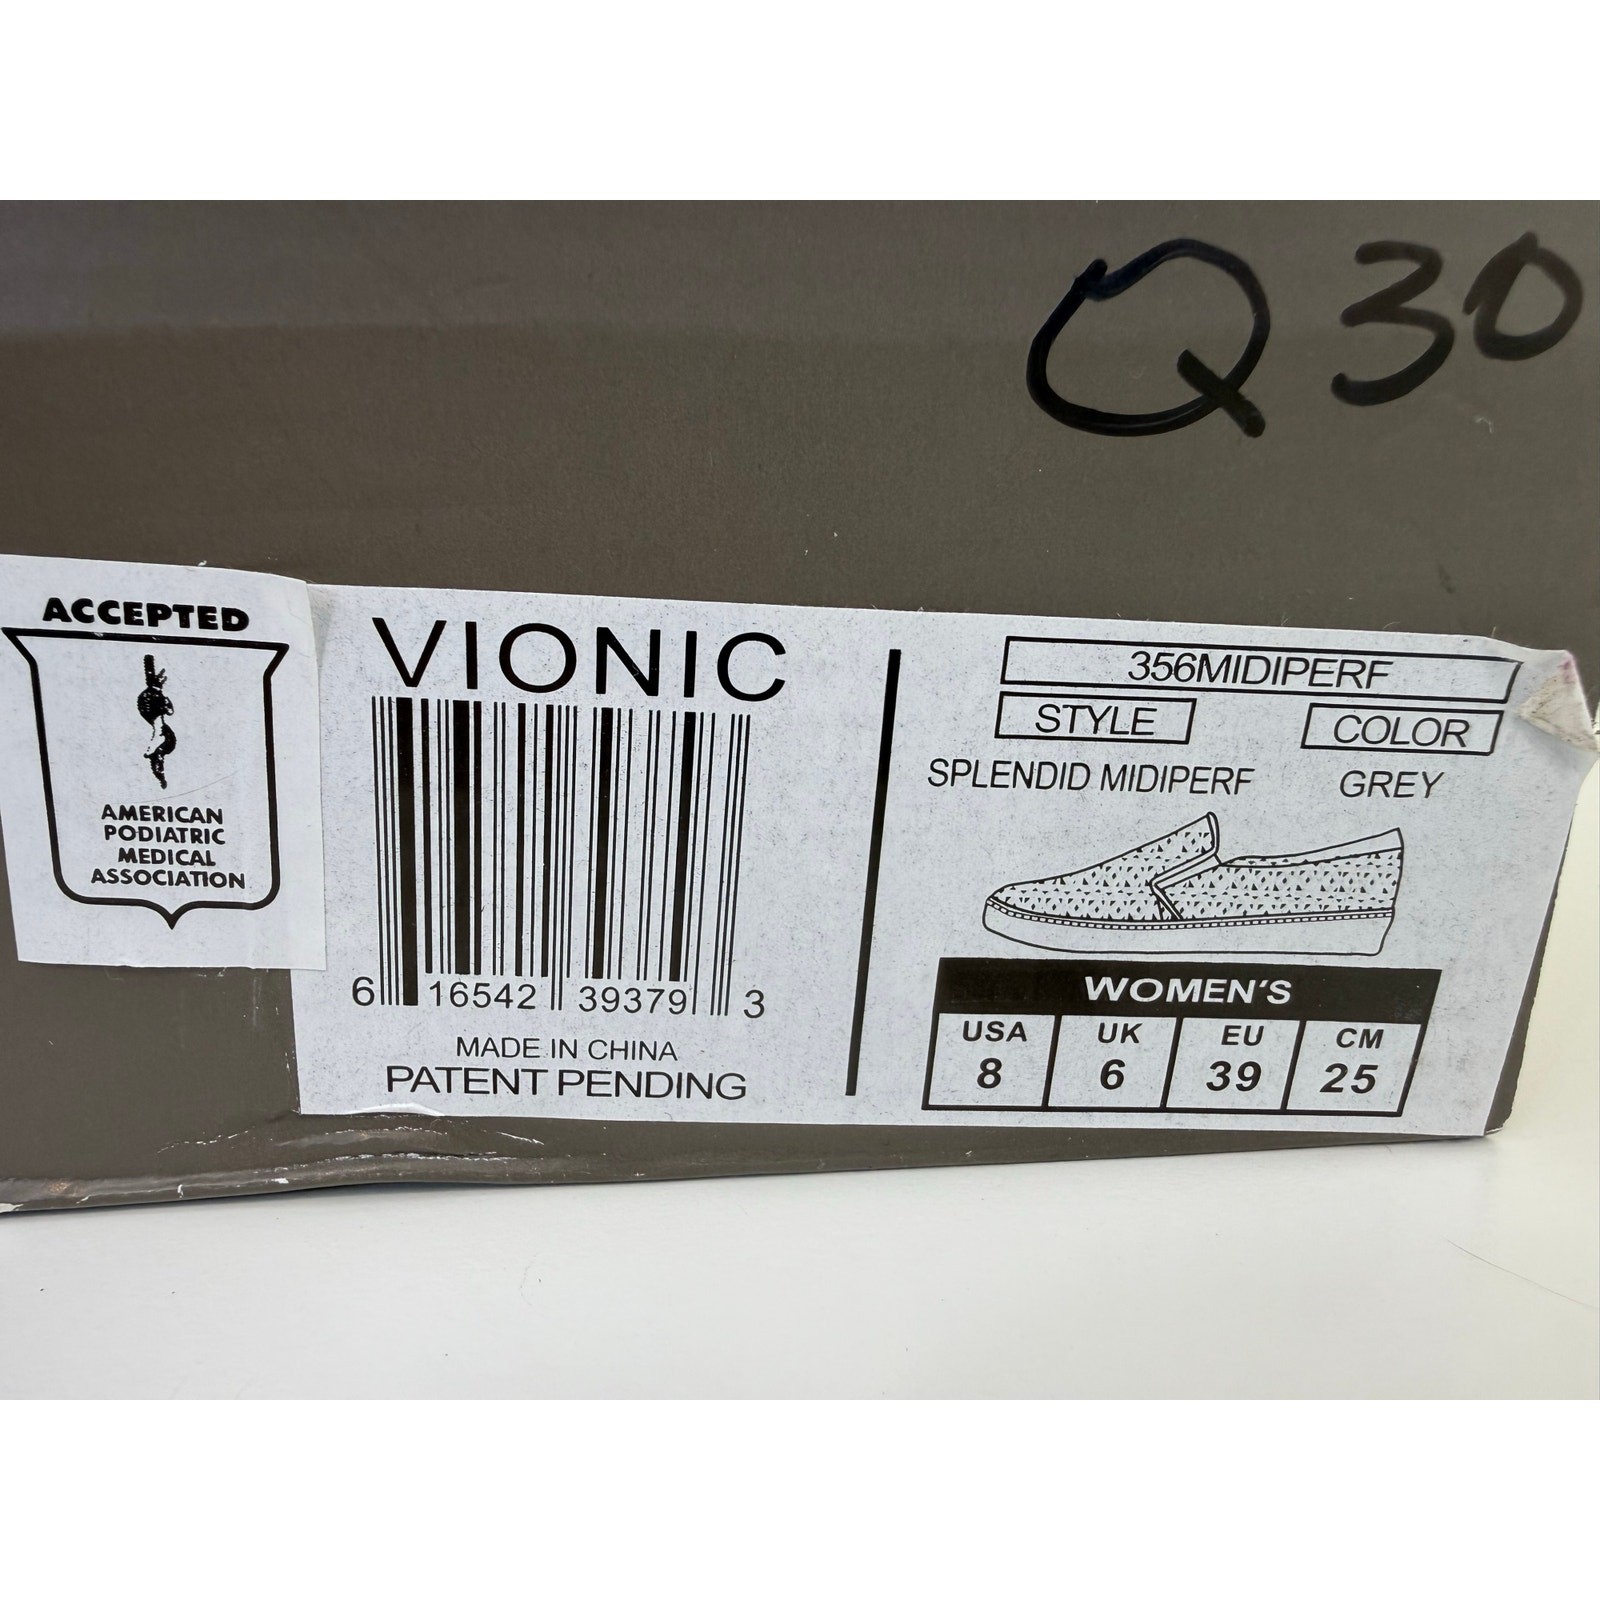 Q 30
ACCEPTED
AMERICAN
PODIATRIC
MEDICAL
ASSOCIATION
VIONIC
6 16542 39379 3
MADE IN CHINA
PATENT PENDING
356MIDIPERF
STYLE COLOR
SPLENDID MIDIPERF GREY
WOMEN'S
USA UK EU CM
8 6 39 25